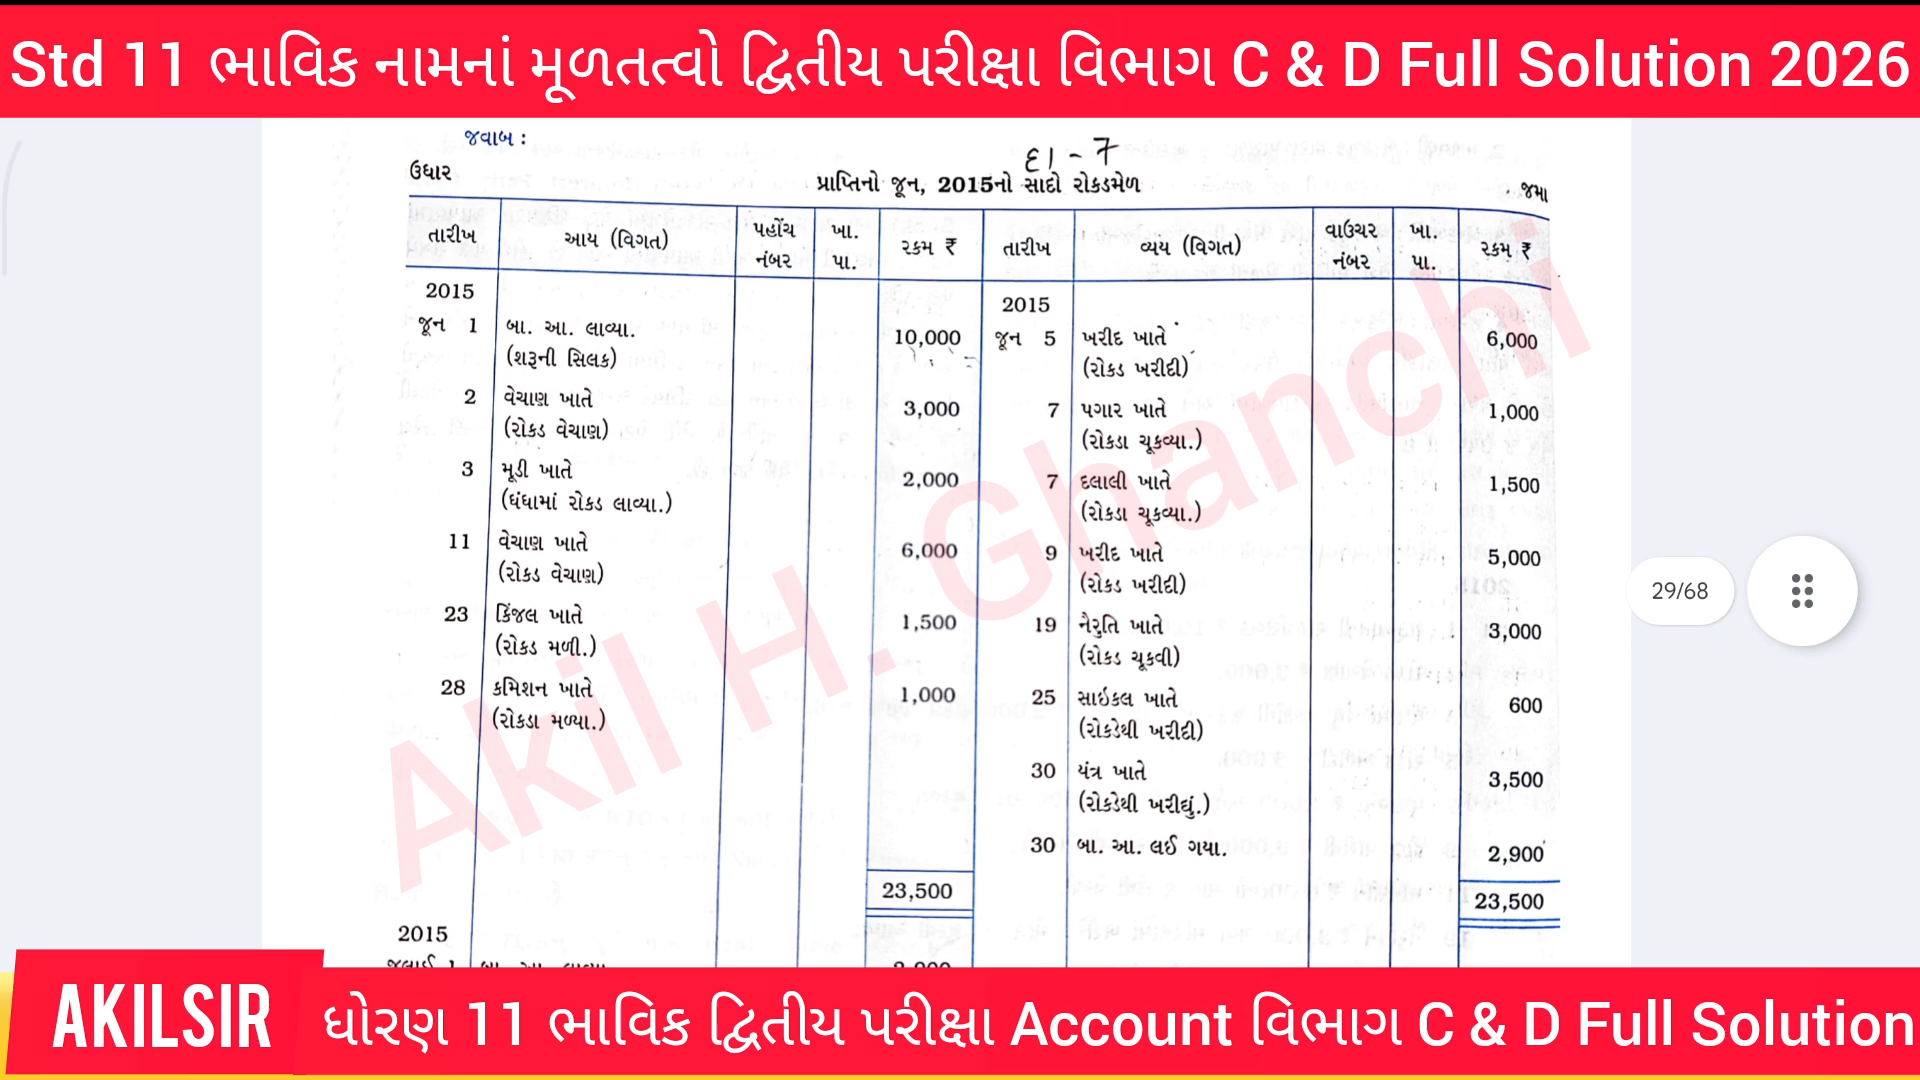 Std 11 ભાવિક નામનાં મૂળતત્વો દ્વિતીય પરીક્ષા વિભાગ C & D Full Solution 2026
જવાબ :
દા - 7
ઉધાર
પ્રાપ્તિનો જૂન, 2015નો સાદો રોકડમેળ
જમા
તારીખ આય (વિગત) પહોંચ નંબર ખા. પા. રકમ ₹ તારીખ વ્યય (વિગત) વાઉચર નંબર ખા. પા. રકમ ₹
2015 2015
જૂન 1 બા. આ. લાવ્યા. 10,000 જૂન 5 ખરીદ ખાતે 6,000
(શરૂની સિલક) (રોકડ ખરીદી)
2 વેચાણ ખાતે 3,000 7 પગાર ખાતે 1,000
(રોકડ વેચાણ) (રોકડા ચૂકવ્યા.)
3 મૂડી ખાતે 2,000 7 દલાલી ખાતે 1,500
(ધંધામાં રોકડ લાવ્યા.) (રોકડા ચૂકવ્યા.)
11 વેચાણ ખાતે 6,000 9 ખરીદ ખાતે 5,000
(રોકડ વેચાણ) (રોકડ ખરીદી)
23 કિંજલ ખાતે 1,500 19 નૈરુતિ ખાતે 3,000
(રોકડ મળી.) (રોકડ ચૂકવી)
28 કમિશન ખાતે 1,000 25 સાઇકલ ખાતે 600
(રોકડા મળ્યા.) (રોકડેથી ખરીદી)
30 યંત્ર ખાતે 3,500
(રોકડેથી ખરીદ્યું.)
30 બા. આ. લઈ ગયા. 2,900
23,500 23,500
2015
જુલાઈ 1 બા. આ. લાવ્યા
Akil H. Ghanchi
29/68
AKILSIR
ધોરણ 11 ભાવિક દ્વિતીય પરીક્ષા Account વિભાગ C & D Full Solution